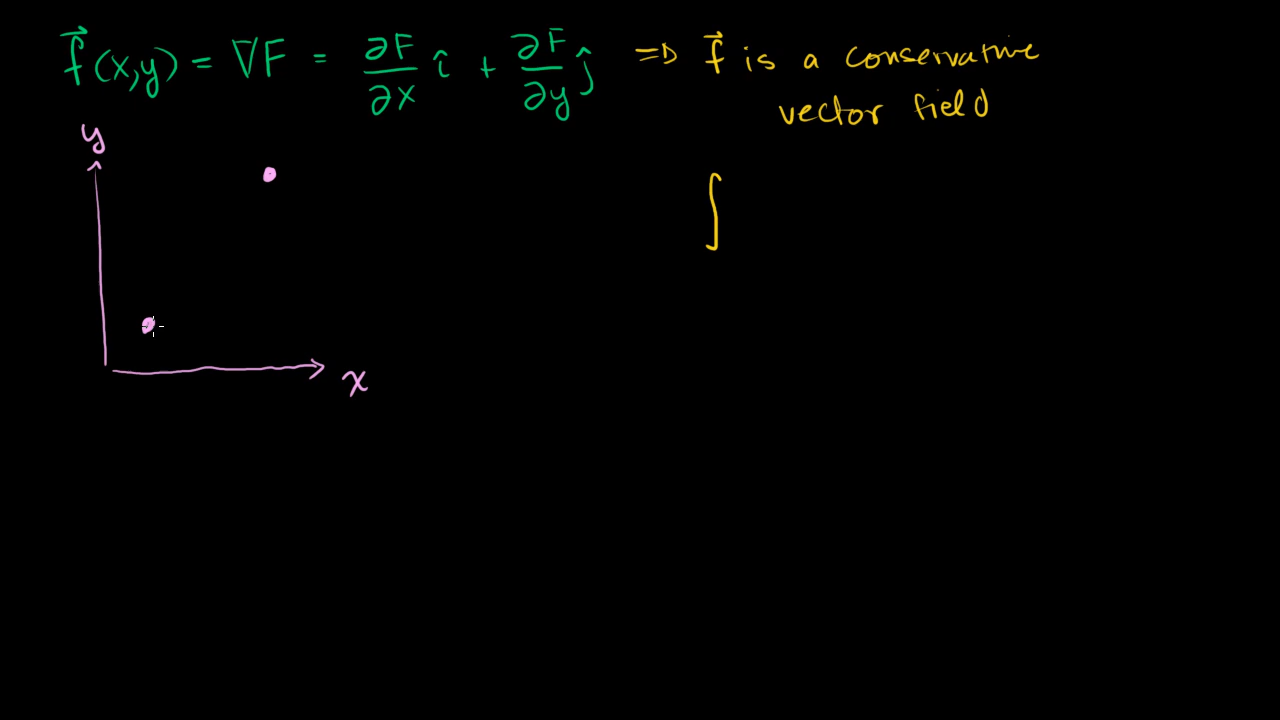 f⃗(x,y) = ∇F = ∂F/∂x î + ∂F/∂y ĵ ⇒ f⃗ is a conservative
vector field
y
∫
x